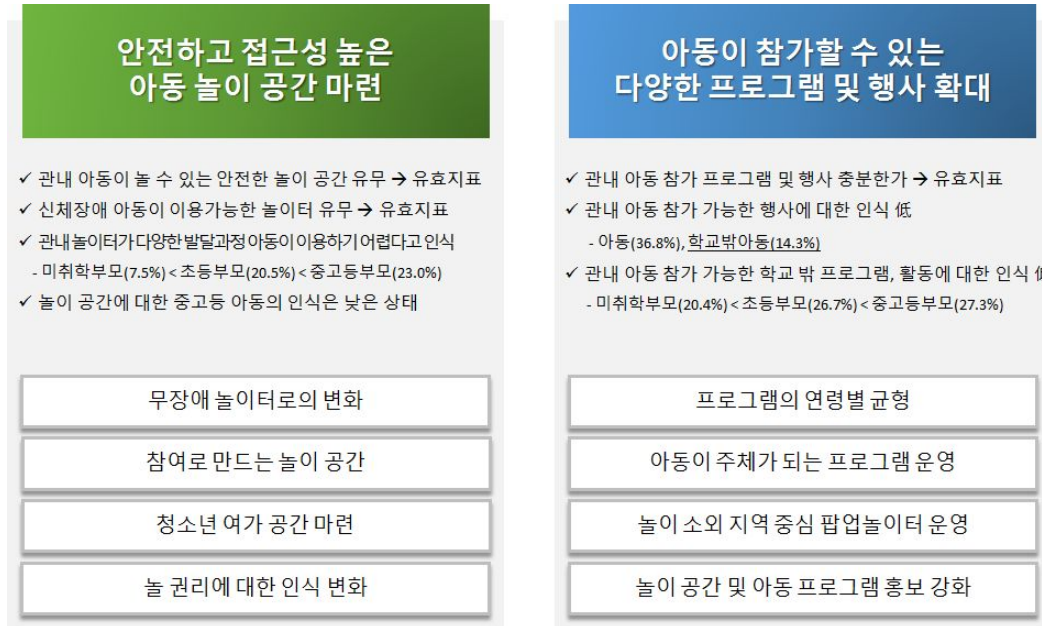 안전하고 접근성 높은
아동 놀이 공간 마련
✓ 관내 아동이 놀 수 있는 안전한 놀이 공간 유무 → 유효지표
✓ 신체장애 아동이 이용가능한 놀이터 유무 → 유효지표
✓ 관내놀이터가 다양한 발달과정 아동이 이용하기 어렵다고 인식
- 미취학부모(7.5%) < 초등부모(20.5%) < 중고등부모(23.0%)
✓ 놀이 공간에 대한 중고등 아동의 인식은 낮은 상태
무장애 놀이터로의 변화
참여로 만드는 놀이 공간
청소년 여가 공간 마련
놀 권리에 대한 인식 변화
아동이 참가할 수 있는
다양한 프로그램 및 행사 확대
✓ 관내 아동 참가 프로그램 및 행사 충분한가 → 유효지표
✓ 관내 아동 참가 가능한 행사에 대한 인식 低
- 아동(36.8%), 학교밖아동(14.3%)
✓ 관내 아동 참가 가능한 학교 밖 프로그램, 활동에 대한 인식
- 미취학부모(20.4%) < 초등부모(26.7%) < 중고등부모(27.3%)
프로그램의 연령별 균형
아동이 주체가 되는 프로그램 운영
놀이 소외 지역 중심 팝업놀이터 운영
놀이 공간 및 아동 프로그램 홍보 강화